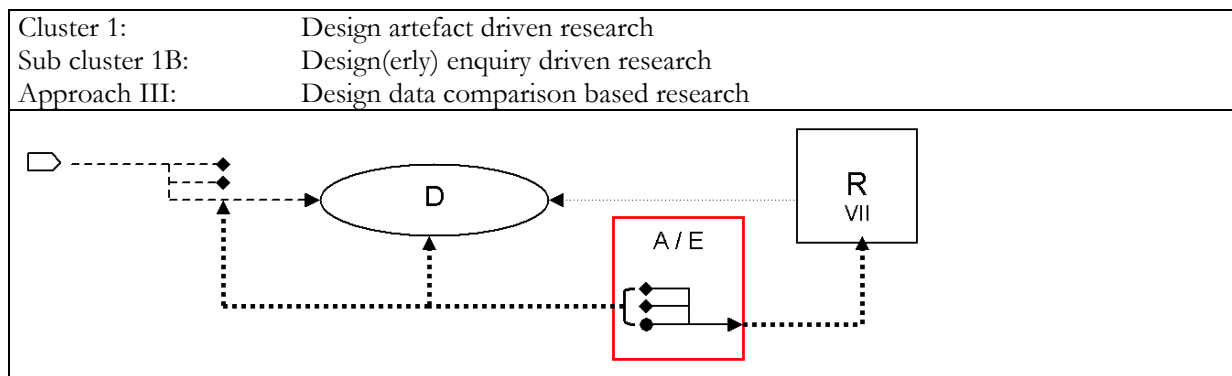 Cluster 1: Design artefact driven research
Sub cluster 1B: Design(erly) enquiry driven research
Approach III: Design data comparison based research
D
R
VII
A / E